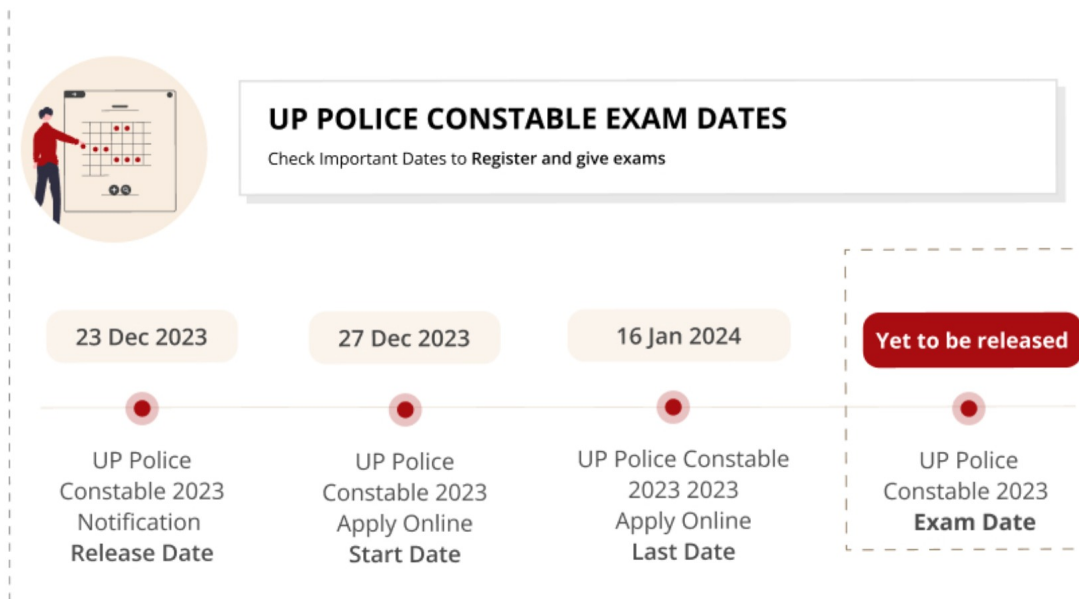 UP POLICE CONSTABLE EXAM DATES
Check Important Dates to Register and give exams
23 Dec 2023
UP Police
Constable 2023
Notification
Release Date
27 Dec 2023
UP Police
Constable 2023
Apply Online
Start Date
16 Jan 2024
UP Police Constable
2023 2023
Apply Online
Last Date
Yet to be released
UP Police
Constable 2023
Exam Date